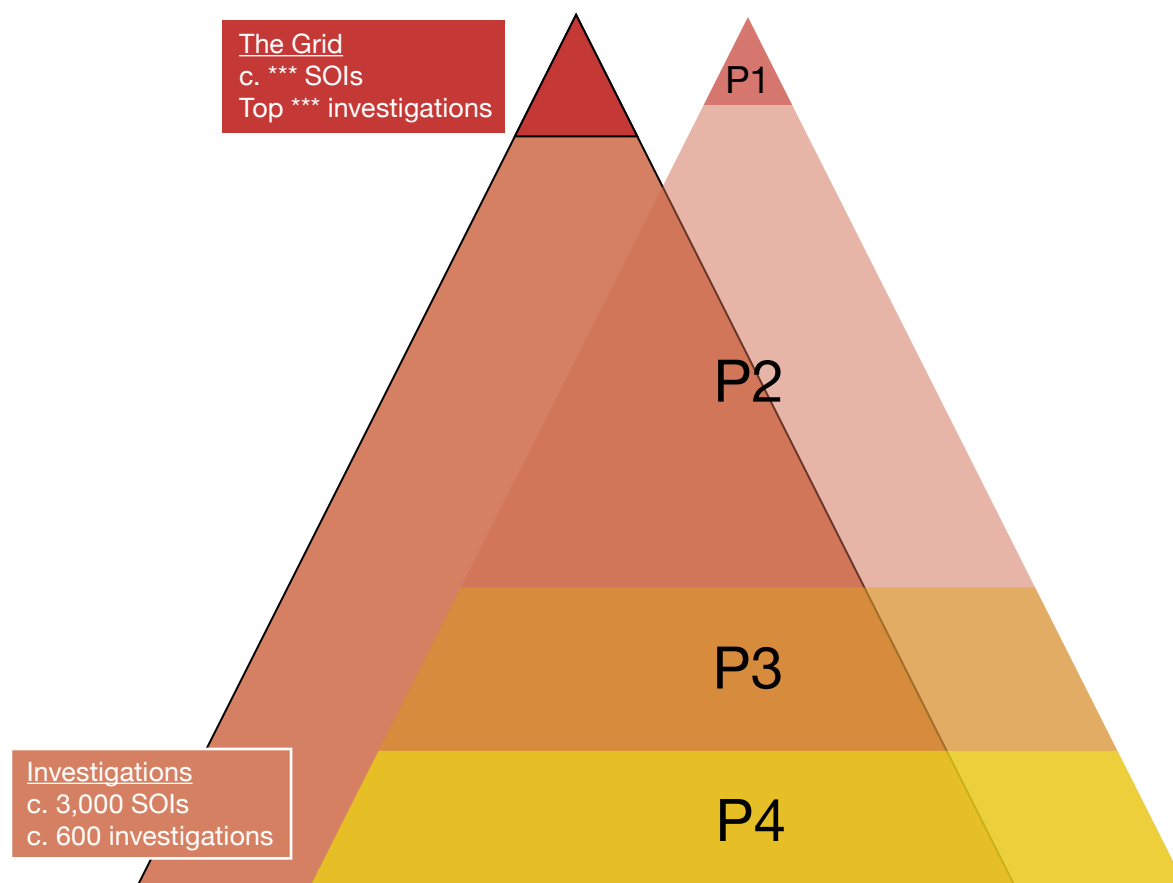 The Grid
c. *** SOIs
Top *** investigations
P1
P2
P3
Investigations
c. 3,000 SOIs
c. 600 investigations
P4